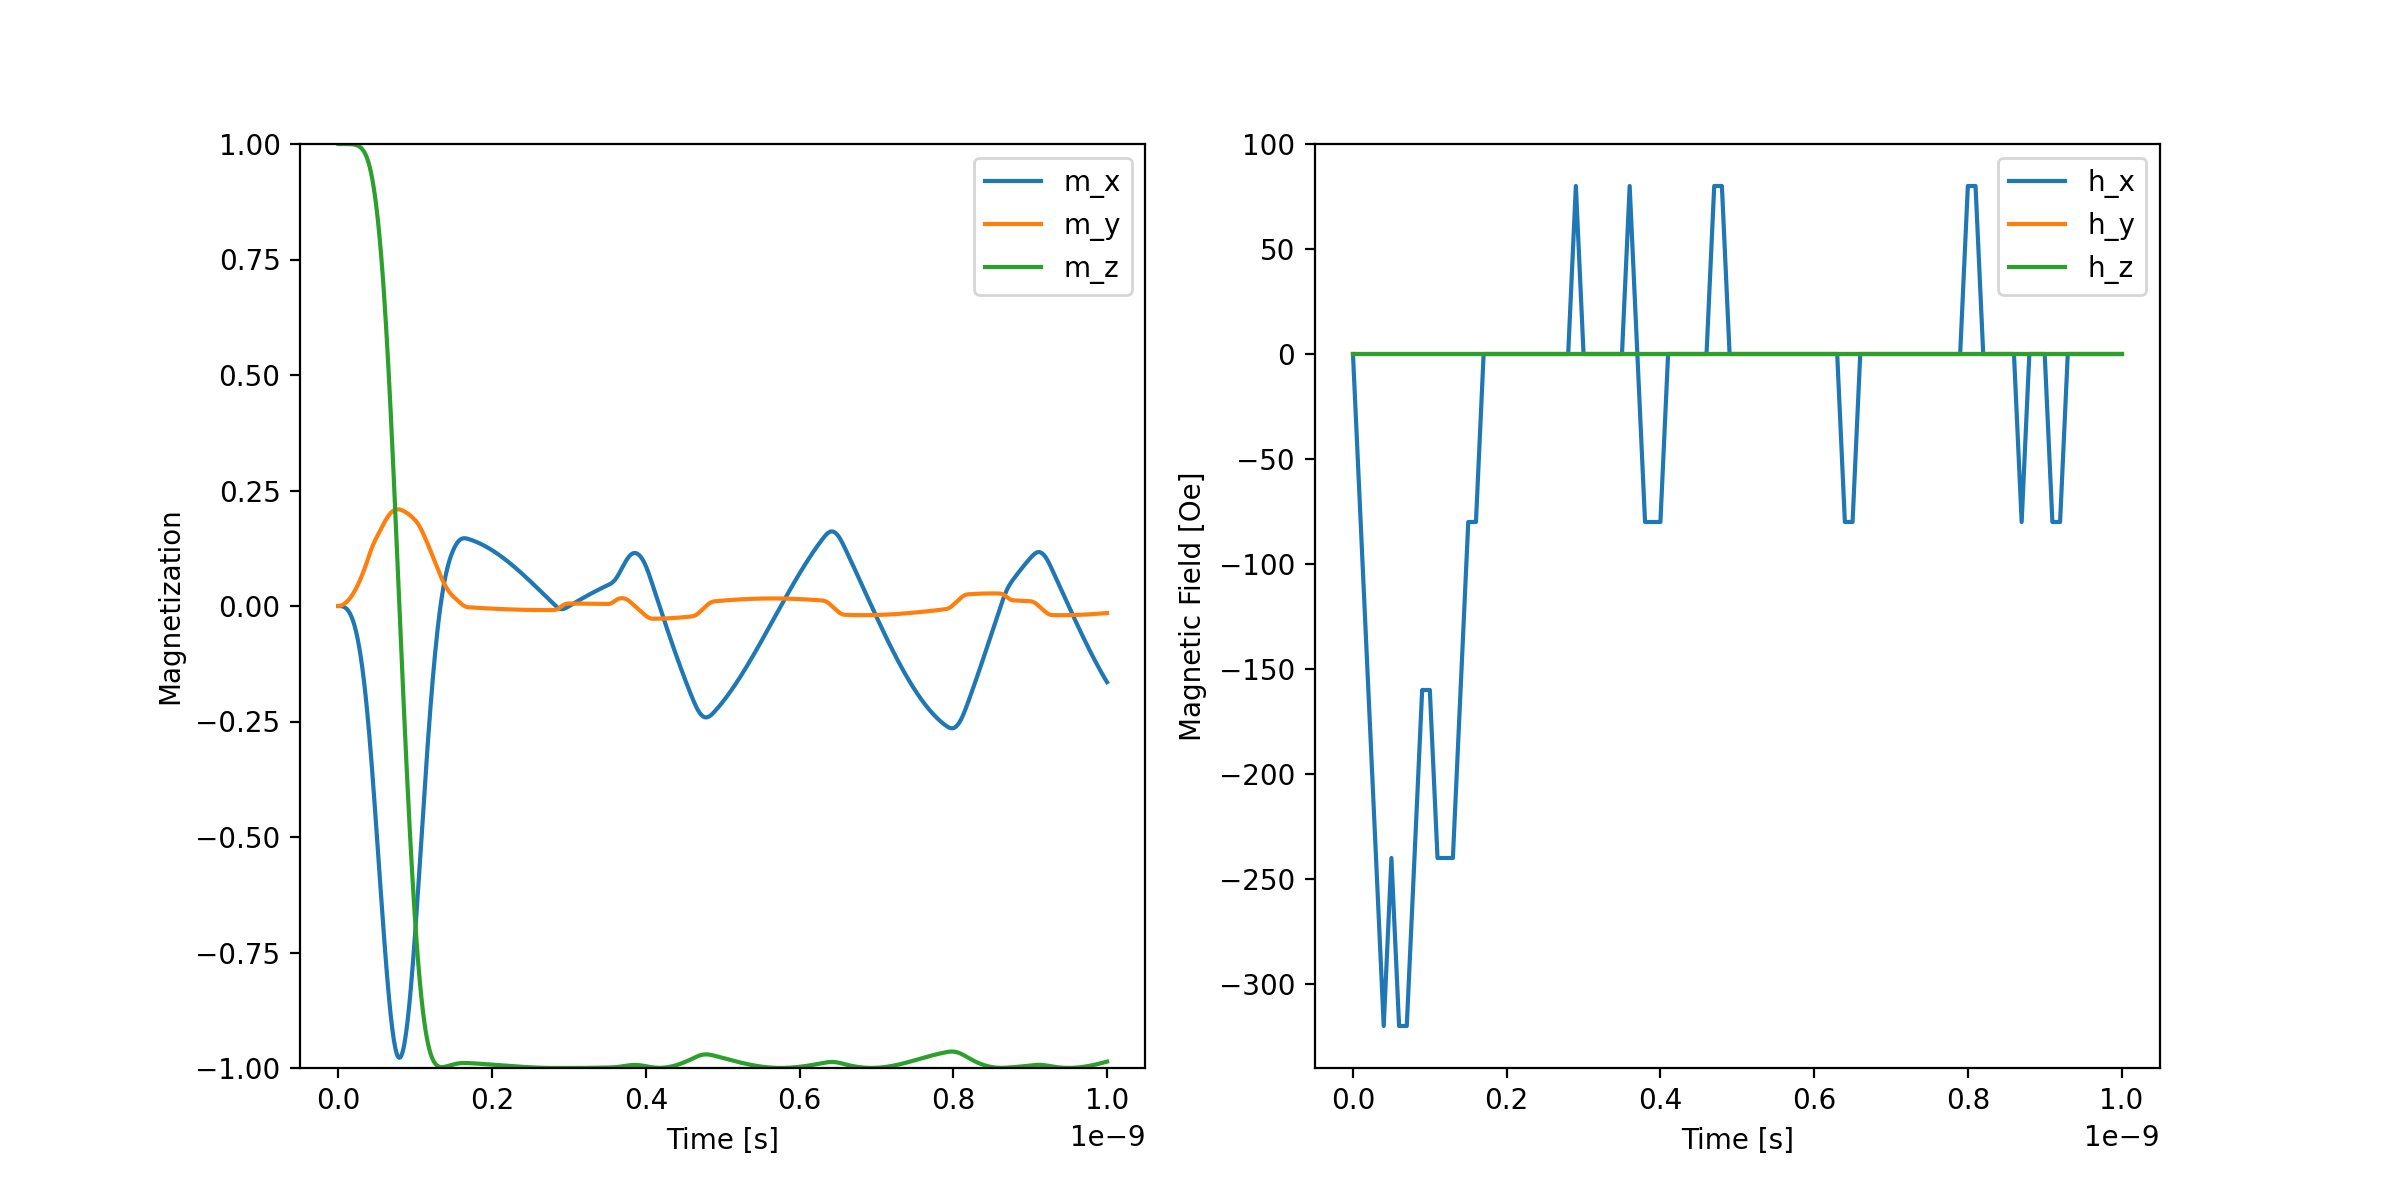 Magnetization
1.00
0.75
0.50
0.25
0.00
−0.25
−0.50
−0.75
−1.00
m_x
m_y
m_z
0.0 0.2 0.4 0.6 0.8 1.0
1e−9
Time [s]
Magnetic Field [Oe]
100
50
0
−50
−100
−150
−200
−250
−300
h_x
h_y
h_z
0.0 0.2 0.4 0.6 0.8 1.0
1e−9
Time [s]